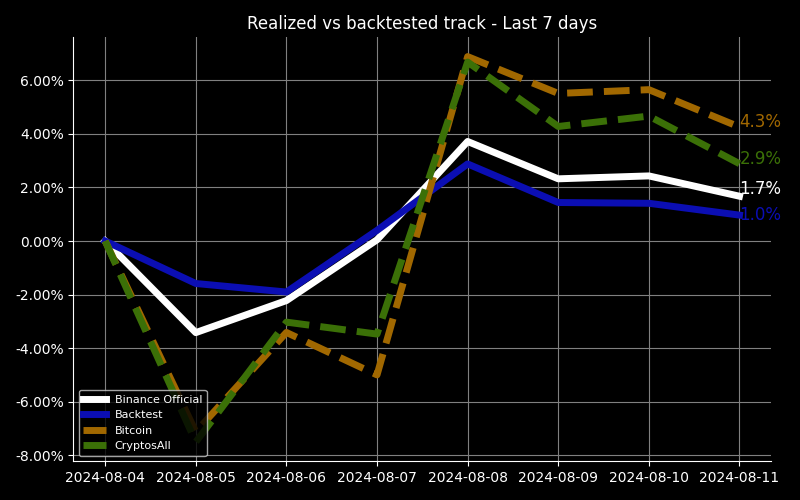 Realized vs backtested track - Last 7 days
6.00%
4.00%
2.00%
0.00%
-2.00%
-4.00%
-6.00%
-8.00%
4.3%
2.9%
1.7%
1.0%
Binance Official
Backtest
Bitcoin
CryptosAll
2024-08-04 2024-08-05 2024-08-06 2024-08-07 2024-08-08 2024-08-09 2024-08-10 2024-08-11